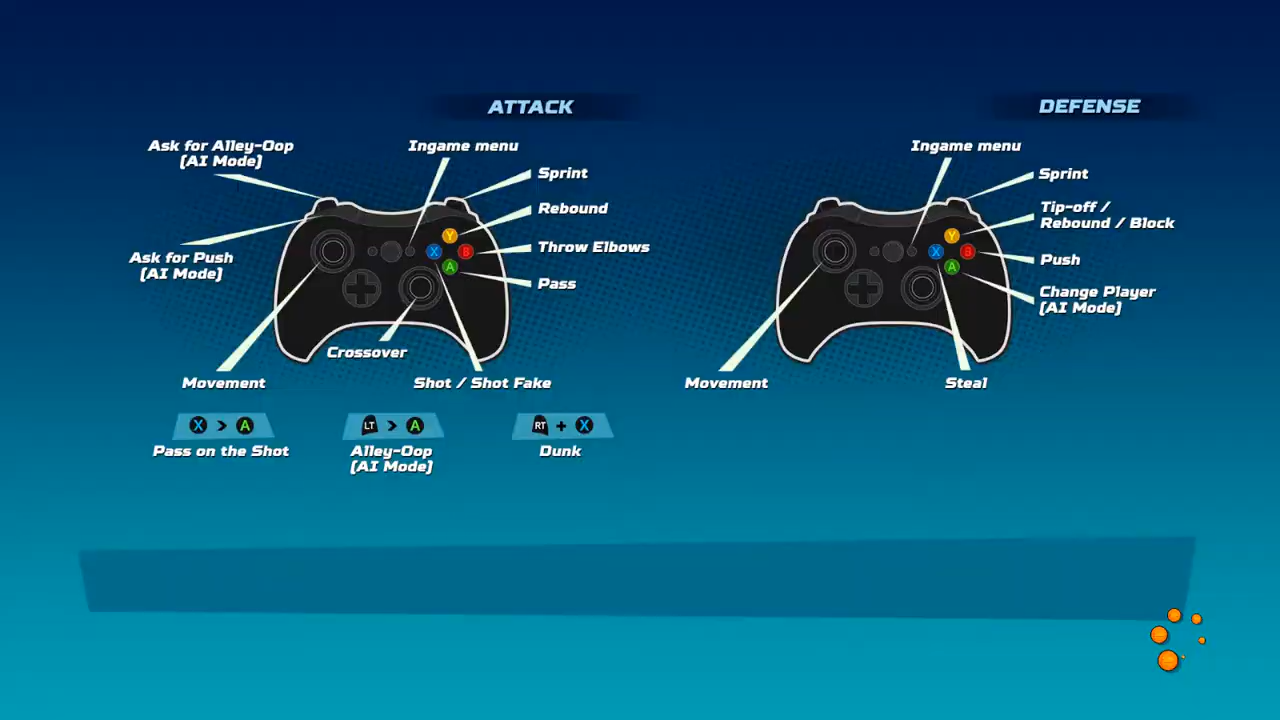 ATTACK
Ask for Alley-Oop
[AI Mode]
Ingame menu
Sprint
Rebound
Throw Elbows
Pass
Ask for Push
[AI Mode]
Y
X
B
A
Crossover
Movement
Shot / Shot Fake
X > A
Pass on the Shot
LT > A
Alley-Oop
[AI Mode]
RT + X
Dunk
DEFENSE
Ingame menu
Sprint
Tip-off /
Rebound / Block
Push
Change Player
[AI Mode]
Y
X
B
A
Movement
Steal